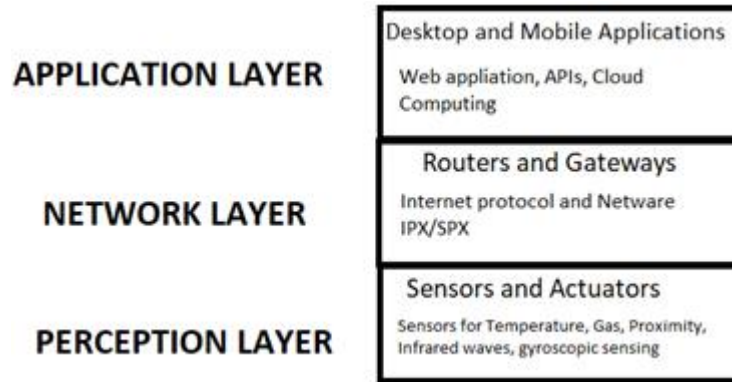 Desktop and Mobile Applications
APPLICATION LAYER
Web appliation, APIs, Cloud
Computing
Routers and Gateways
NETWORK LAYER
Internet protocol and Netware
IPX/SPX
Sensors and Actuators
PERCEPTION LAYER
Sensors for Temperature, Gas, Proximity,
Infrared waves, gyroscopic sensing